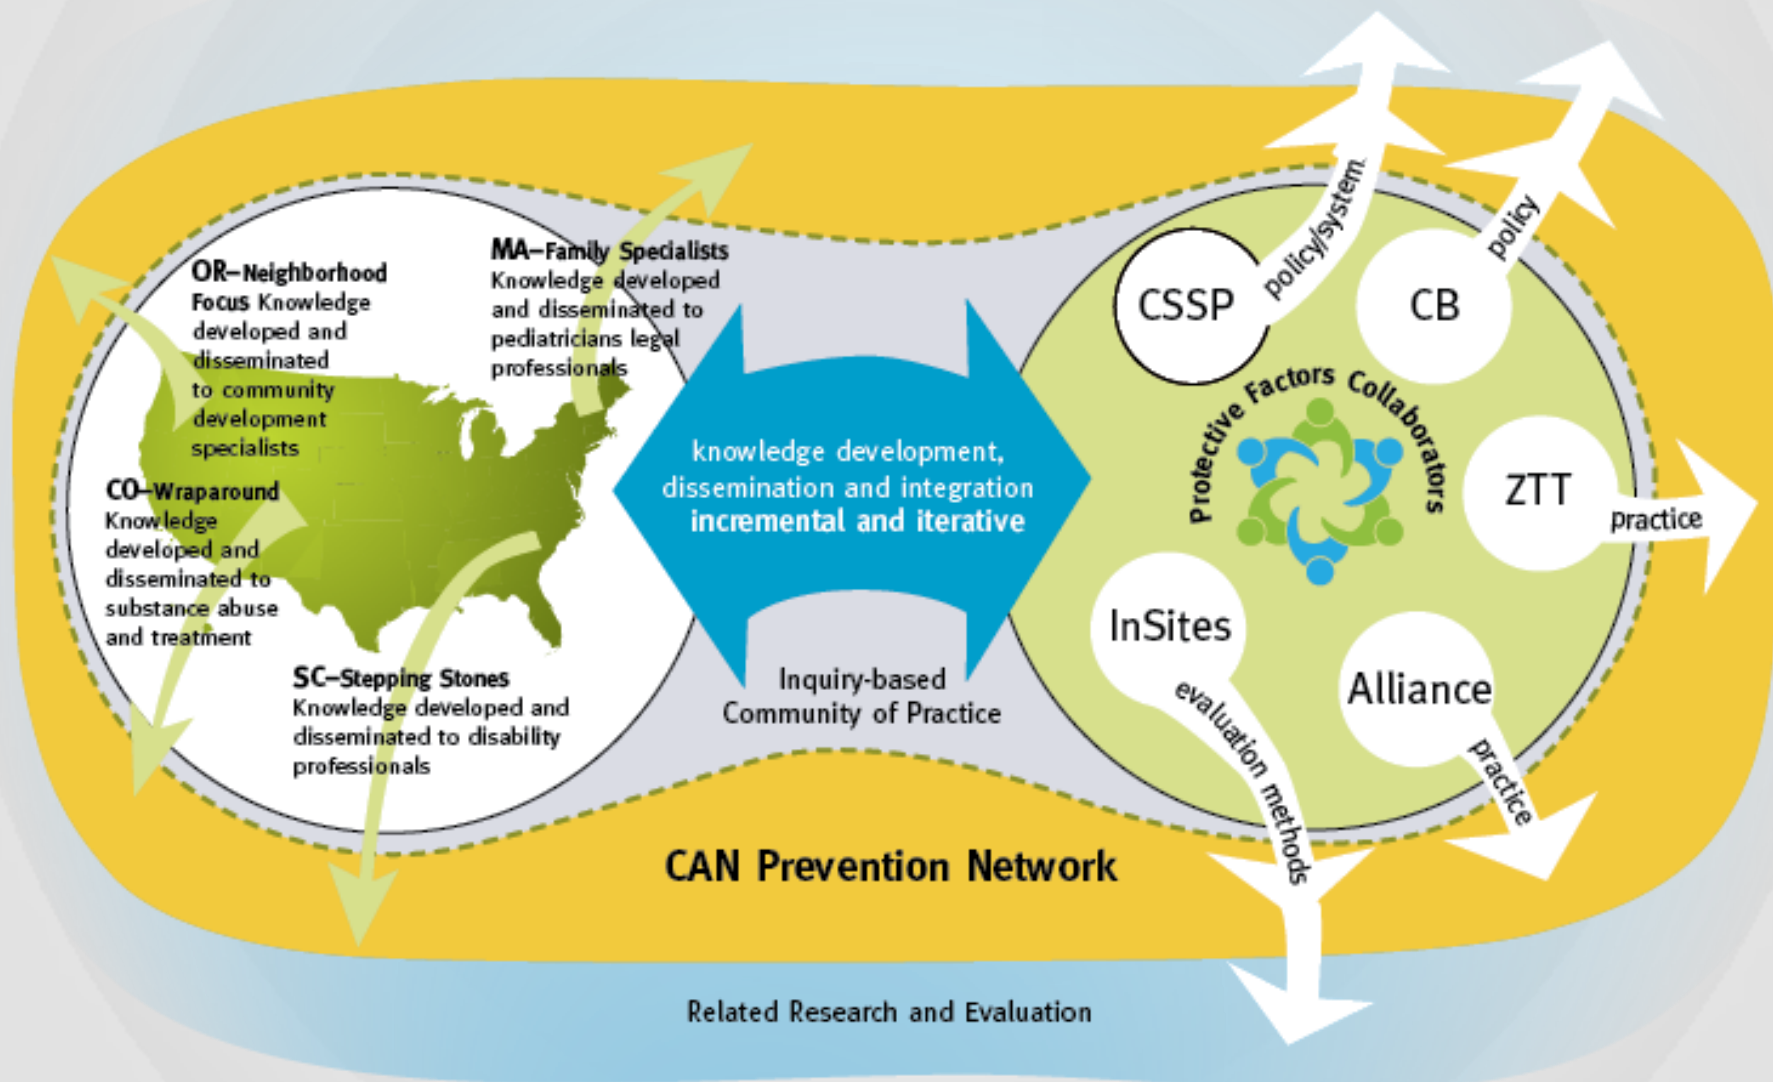 OR–Neighborhood
Focus Knowledge
developed and
disseminated
to community
development
specialists
MA–Family Specialists
Knowledge developed
and disseminated to
pediatricians legal
professionals
CO–Wraparound
Knowledge
developed and
disseminated to
substance abuse
and treatment
SC–Stepping Stones
Knowledge developed and
disseminated to disability
professionals
knowledge development,
dissemination and integration
incremental and iterative
Inquiry-based
Community of Practice
CSSP
policy/system
CB
policy
Protective Factors Collaborators
ZTT
practice
InSites
evaluation methods
Alliance
practice
CAN Prevention Network
Related Research and Evaluation